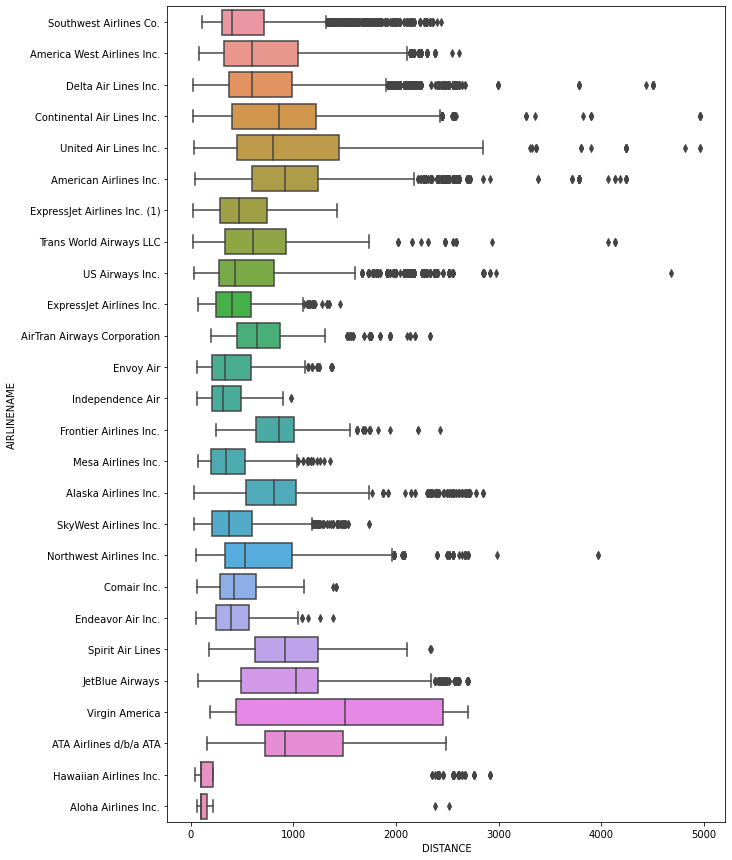 AIRLINENAME
Southwest Airlines Co.
America West Airlines Inc.
Delta Air Lines Inc.
Continental Air Lines Inc.
United Air Lines Inc.
American Airlines Inc.
ExpressJet Airlines Inc. (1)
Trans World Airways LLC
US Airways Inc.
ExpressJet Airlines Inc.
AirTran Airways Corporation
Envoy Air
Independence Air
Frontier Airlines Inc.
Mesa Airlines Inc.
Alaska Airlines Inc.
SkyWest Airlines Inc.
Northwest Airlines Inc.
Comair Inc.
Endeavor Air Inc.
Spirit Air Lines
JetBlue Airways
Virgin America
ATA Airlines d/b/a ATA
Hawaiian Airlines Inc.
Aloha Airlines Inc.
0 1000 2000 3000 4000 5000
DISTANCE